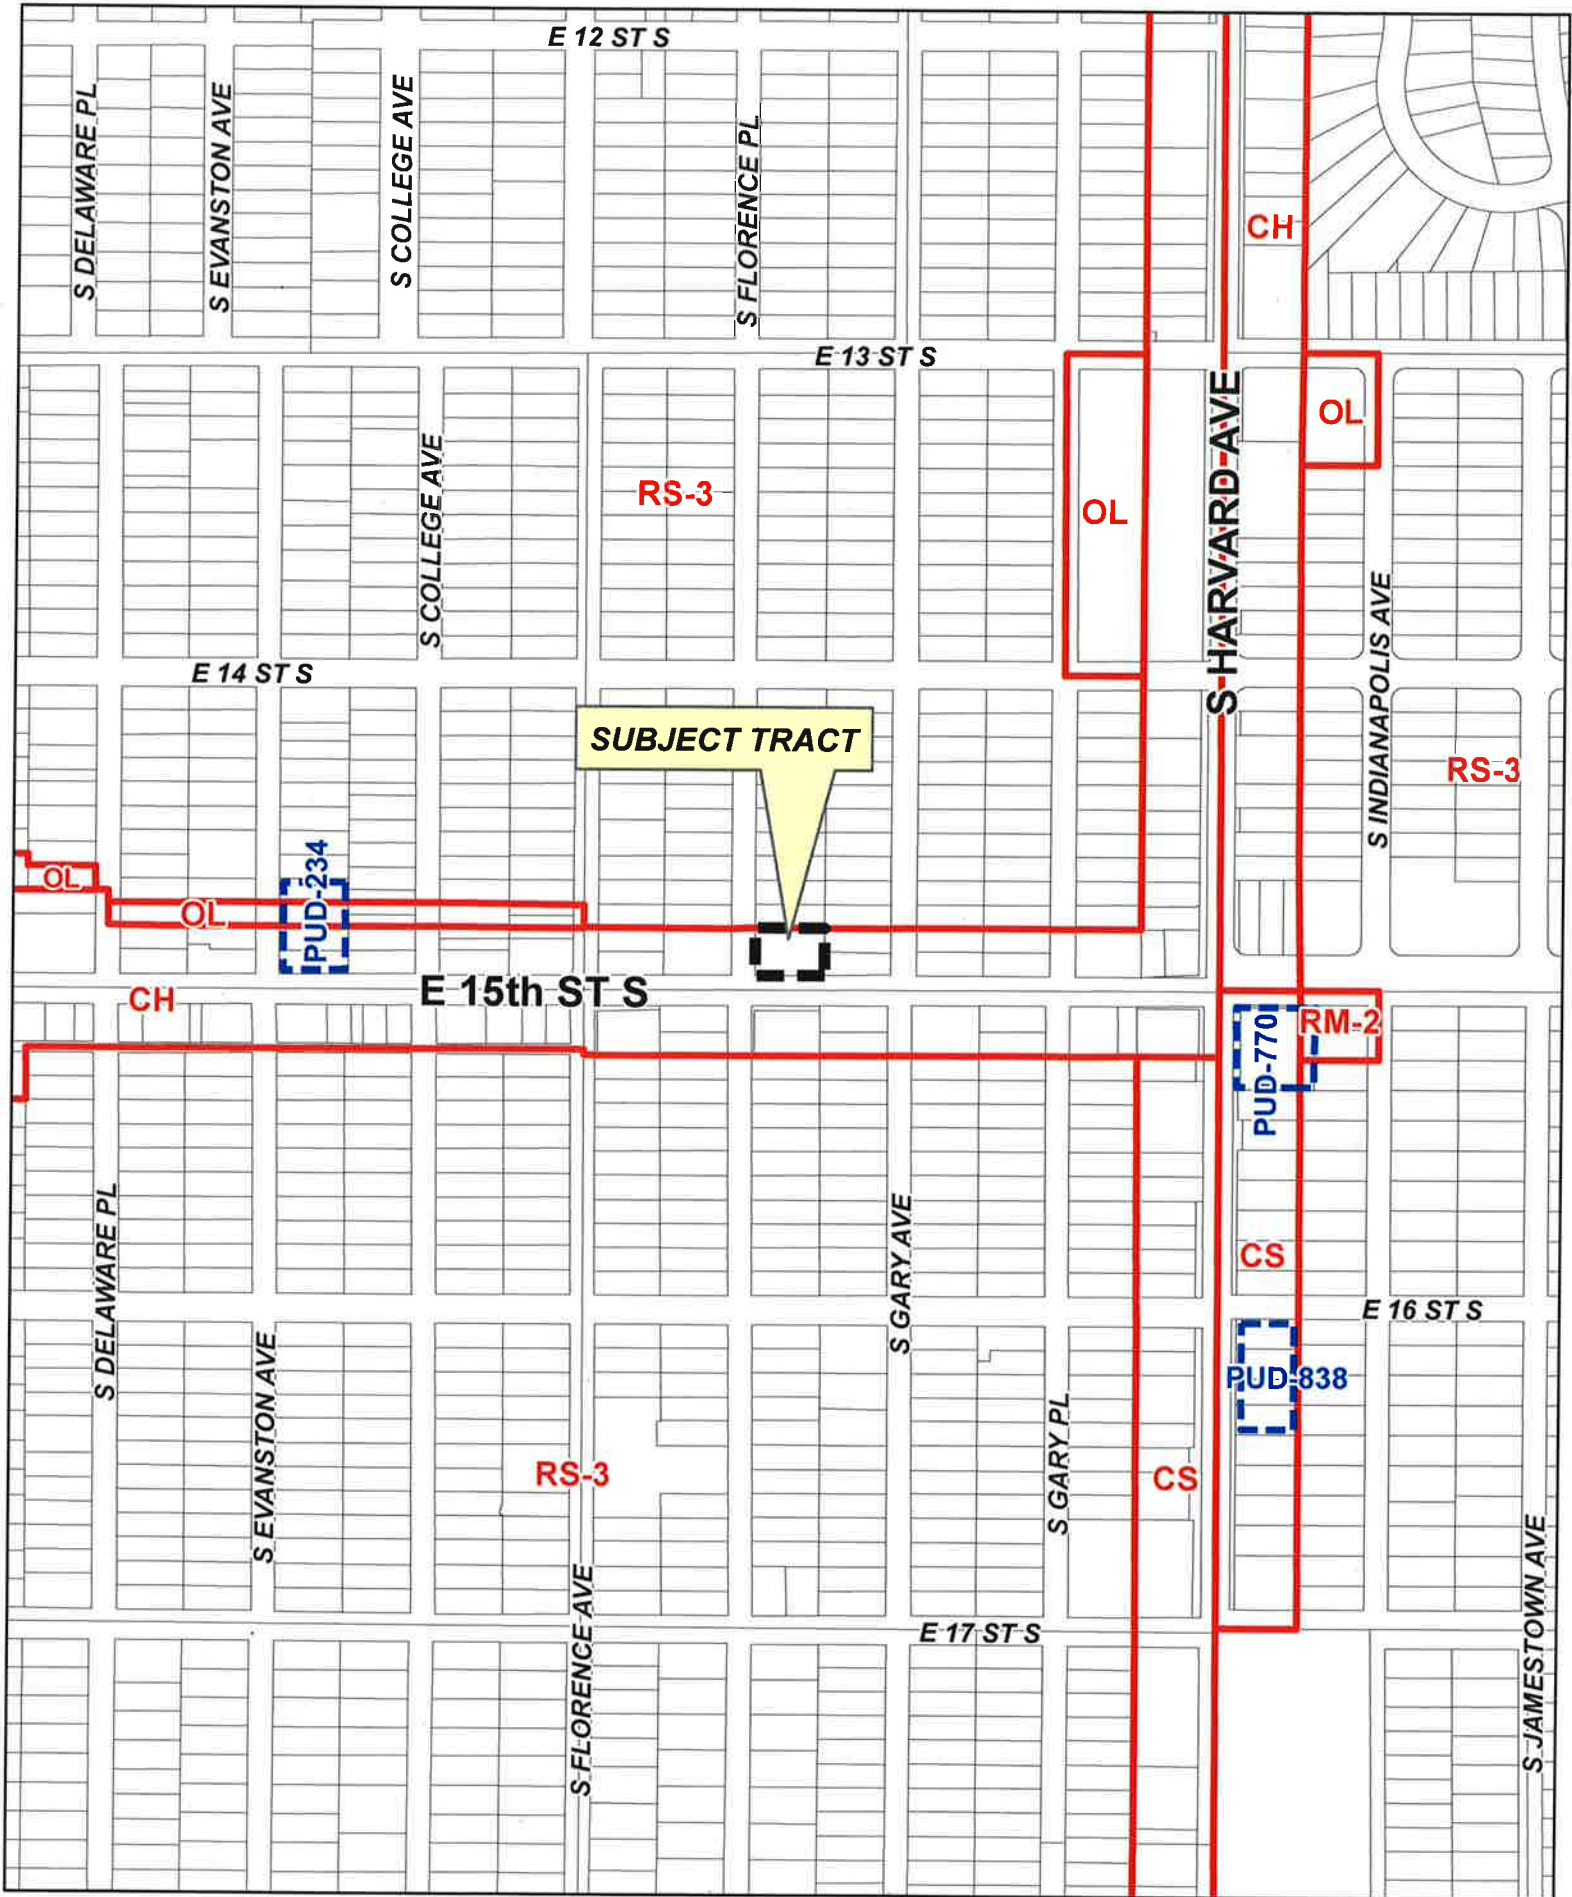 E 12 ST S
S DELAWARE PL
S EVANSTON AVE
S COLLEGE AVE
S FLORENCE PL
CH
E 13 ST S
OL
S HARVARD AVE
RS-3
OL
S COLLEGE AVE
S INDIANAPOLIS AVE
E 14 ST S
SUBJECT TRACT
RS-3
PUD-234
OL
OL
E 15th ST S
CH
RM-2
PUD-770
S DELAWARE PL
S GARY AVE
CS
E 16 ST S
S EVANSTON AVE
PUD-838
S GARY PL
RS-3
CS
S FLORENCE AVE
S JAMESTOWN AVE
E 17 ST S